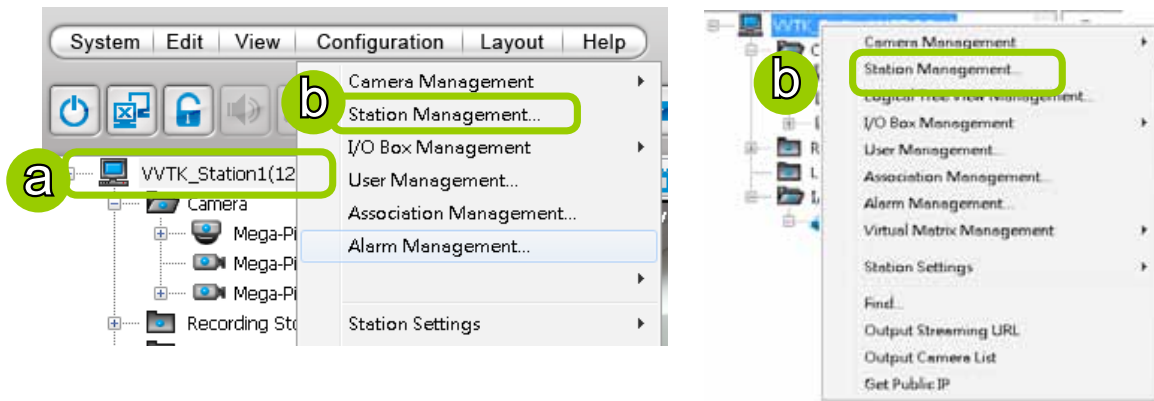 System Edit View Configuration Layout Help
Camera Management
b
Station Management...
I/O Box Management
a
VVTK_Station1(12
User Management...
Camera
Association Management...
Mega-Pi
Alarm Management...
Mega-Pi
Mega-Pi
Recording Sto
Station Settings
VVTK_
Camera Management
b
Station Management...
Logical Tree View Management...
I/O Box Management
User Management...
Association Management...
Alarm Management...
Virtual Matrix Management
Station Settings
Find...
Output Streaming URL
Output Camera List
Get Public IP